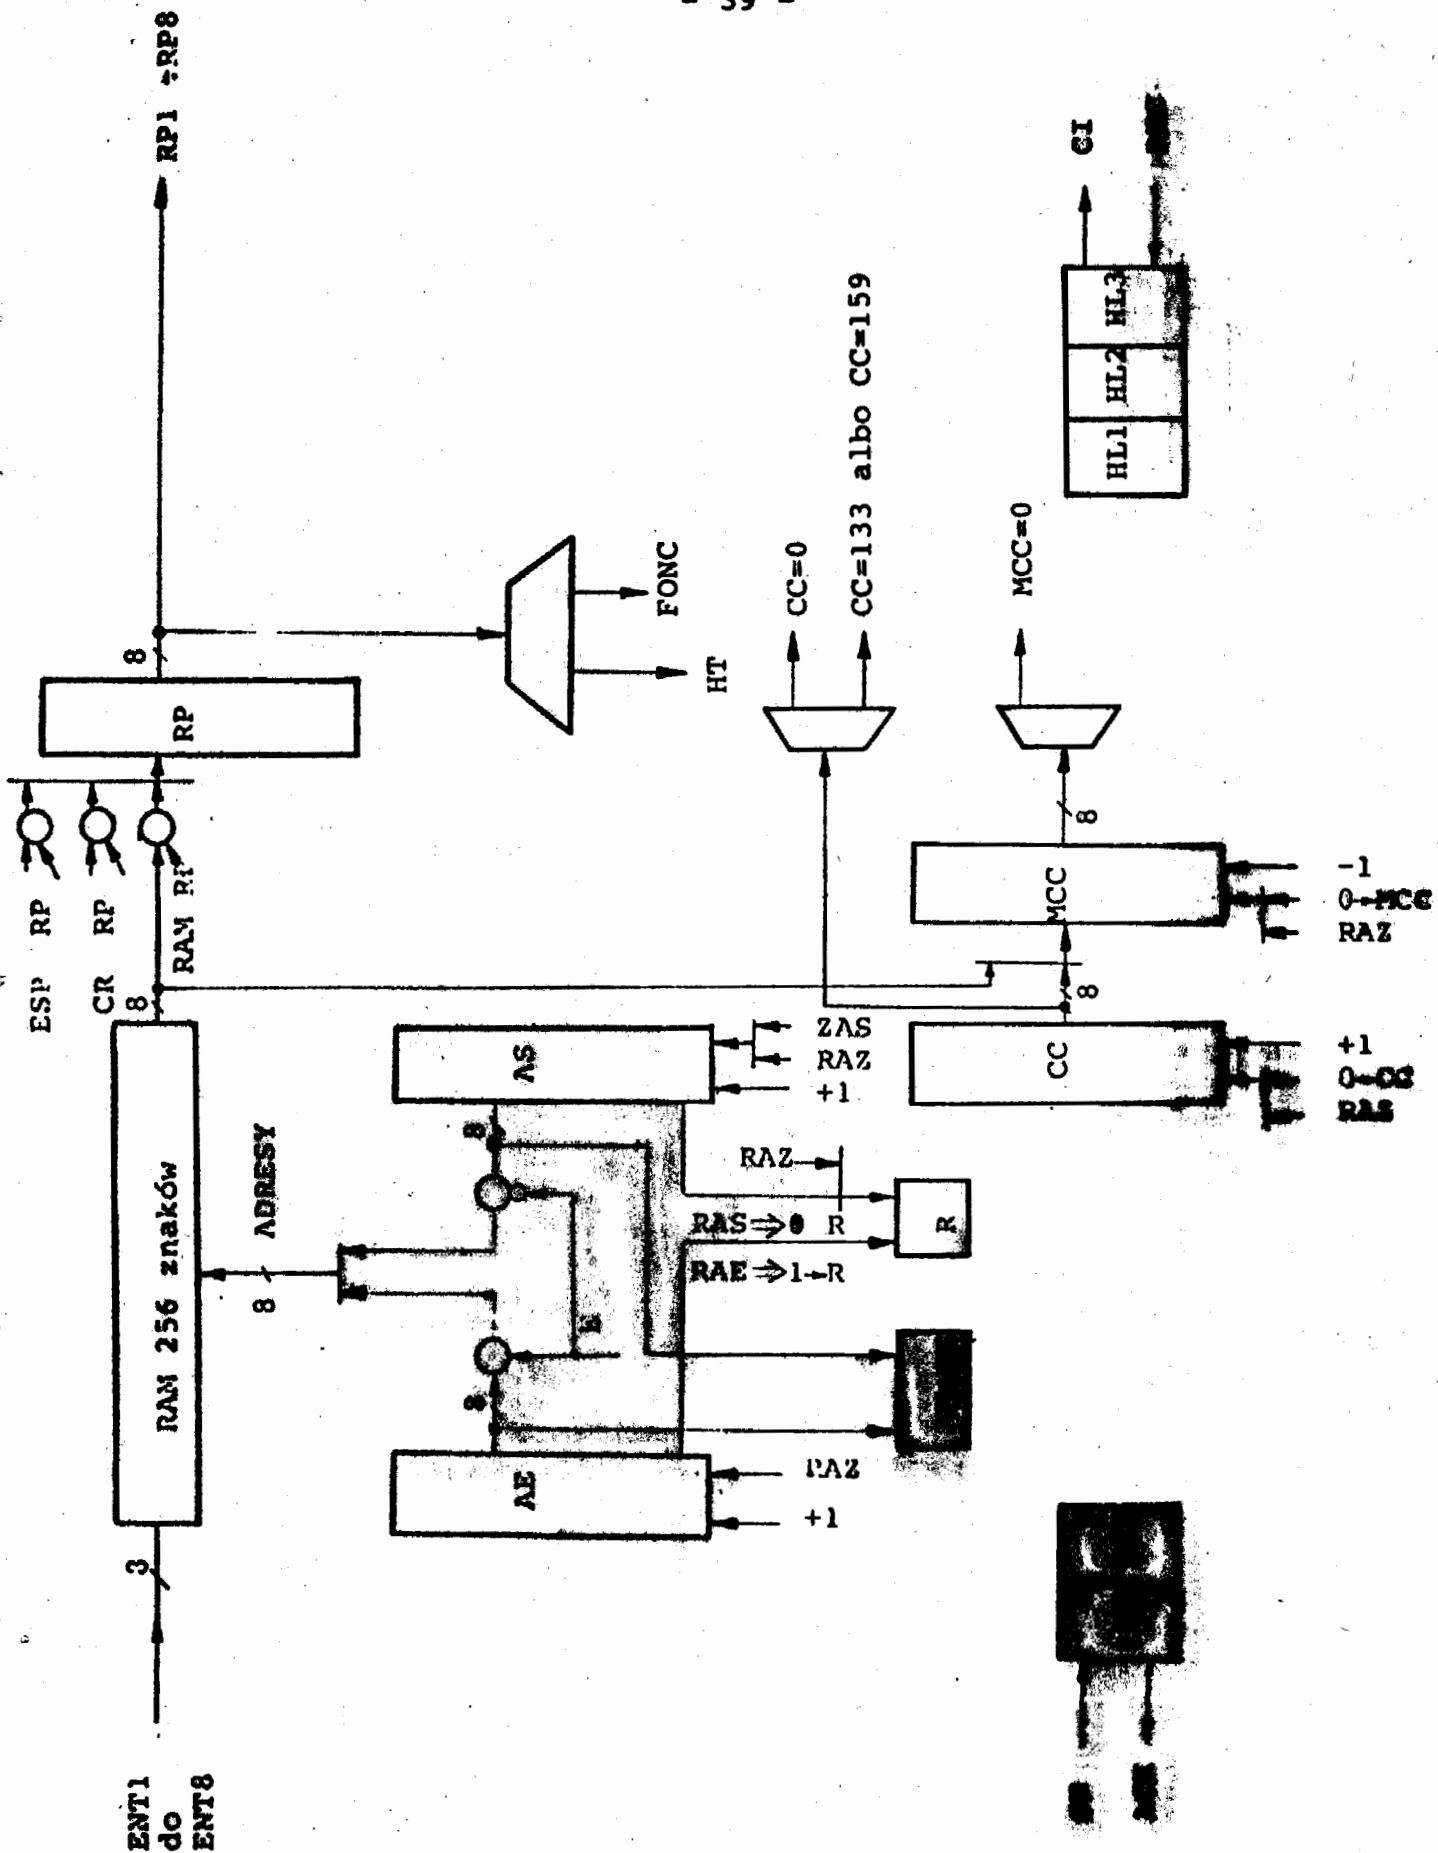 - 39 -
RP1 ÷RP8
8
RP
ESP RP
CR RP
RAM RP
8
RAM 256 znaków
3
ENT1
do
ENT8
FONC
HT
8 ADRESY
AS
ZAS
RAZ
+1
8
E
8
AE
RAZ
+1
RAZ
RAS⇒0 R
RAE⇒1→R
R
CC=0
CC=133 albo CC=159
MCC=0
8
MCC
-1
0→MCC
RAZ
8
CC
+1
0→CC
RAS
GI
HL1 HL2 HL3